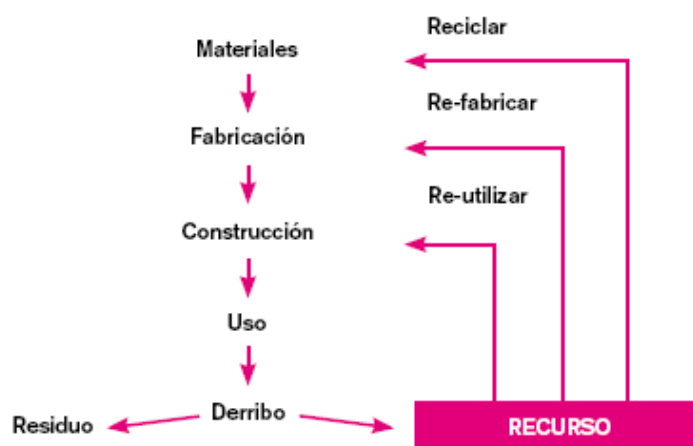 Reciclar
Materiales
Re-fabricar
Fabricación
Re-utilizar
Construcción
Uso
Derribo
Residuo
RECURSO